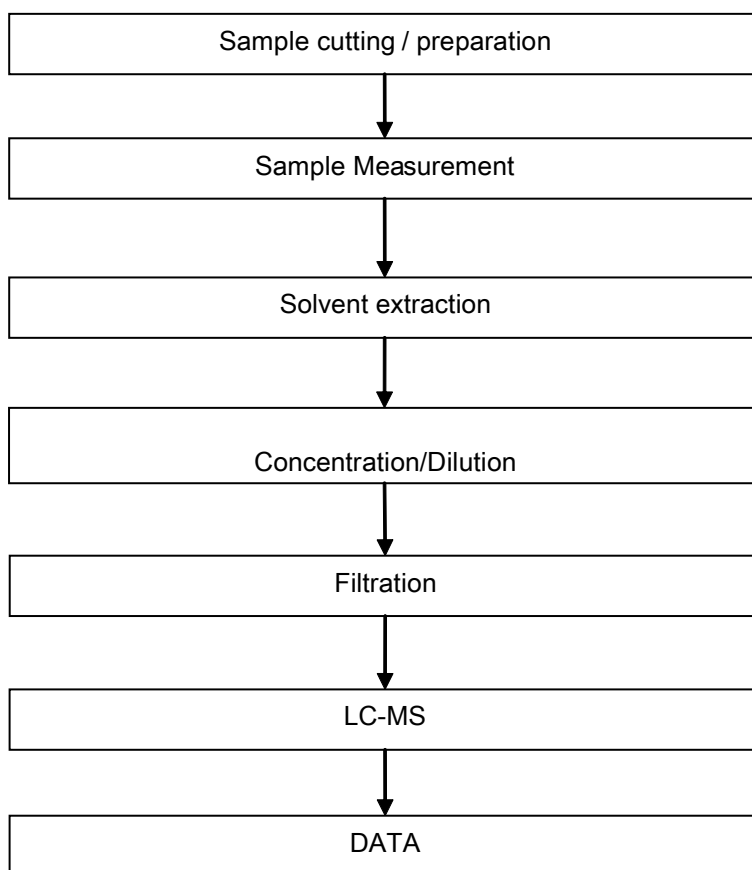 Sample cutting / preparation
Sample Measurement
Solvent extraction
Concentration/Dilution
Filtration
LC-MS
DATA